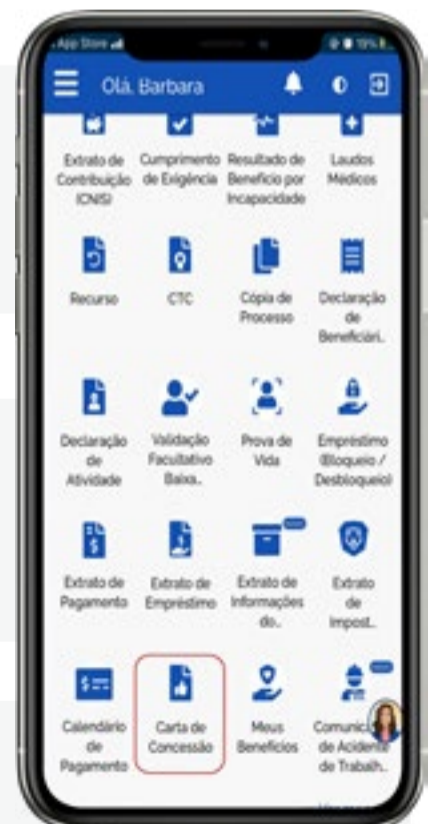 App Store
Olá, Barbara
Extrato de Contribuição (CNIS)
Cumprimento de Exigência
Resultado de Benefício por Incapacidade
Laudos Médicos
Recurso
CTC
Cópia de Processo
Declaração de Beneficiári..
Declaração de Atividade
Validação Facultativo Baixa..
Prova de Vida
Empréstimo (Bloqueio / Desbloqueio)
Extrato de Pagamento
Extrato de Empréstimo
Extrato de Informações do..
Extrato de Impost..
Calendário de Pagamento
Carta de Concessão
Meus Benefícios
de Acidente de Trabalh..